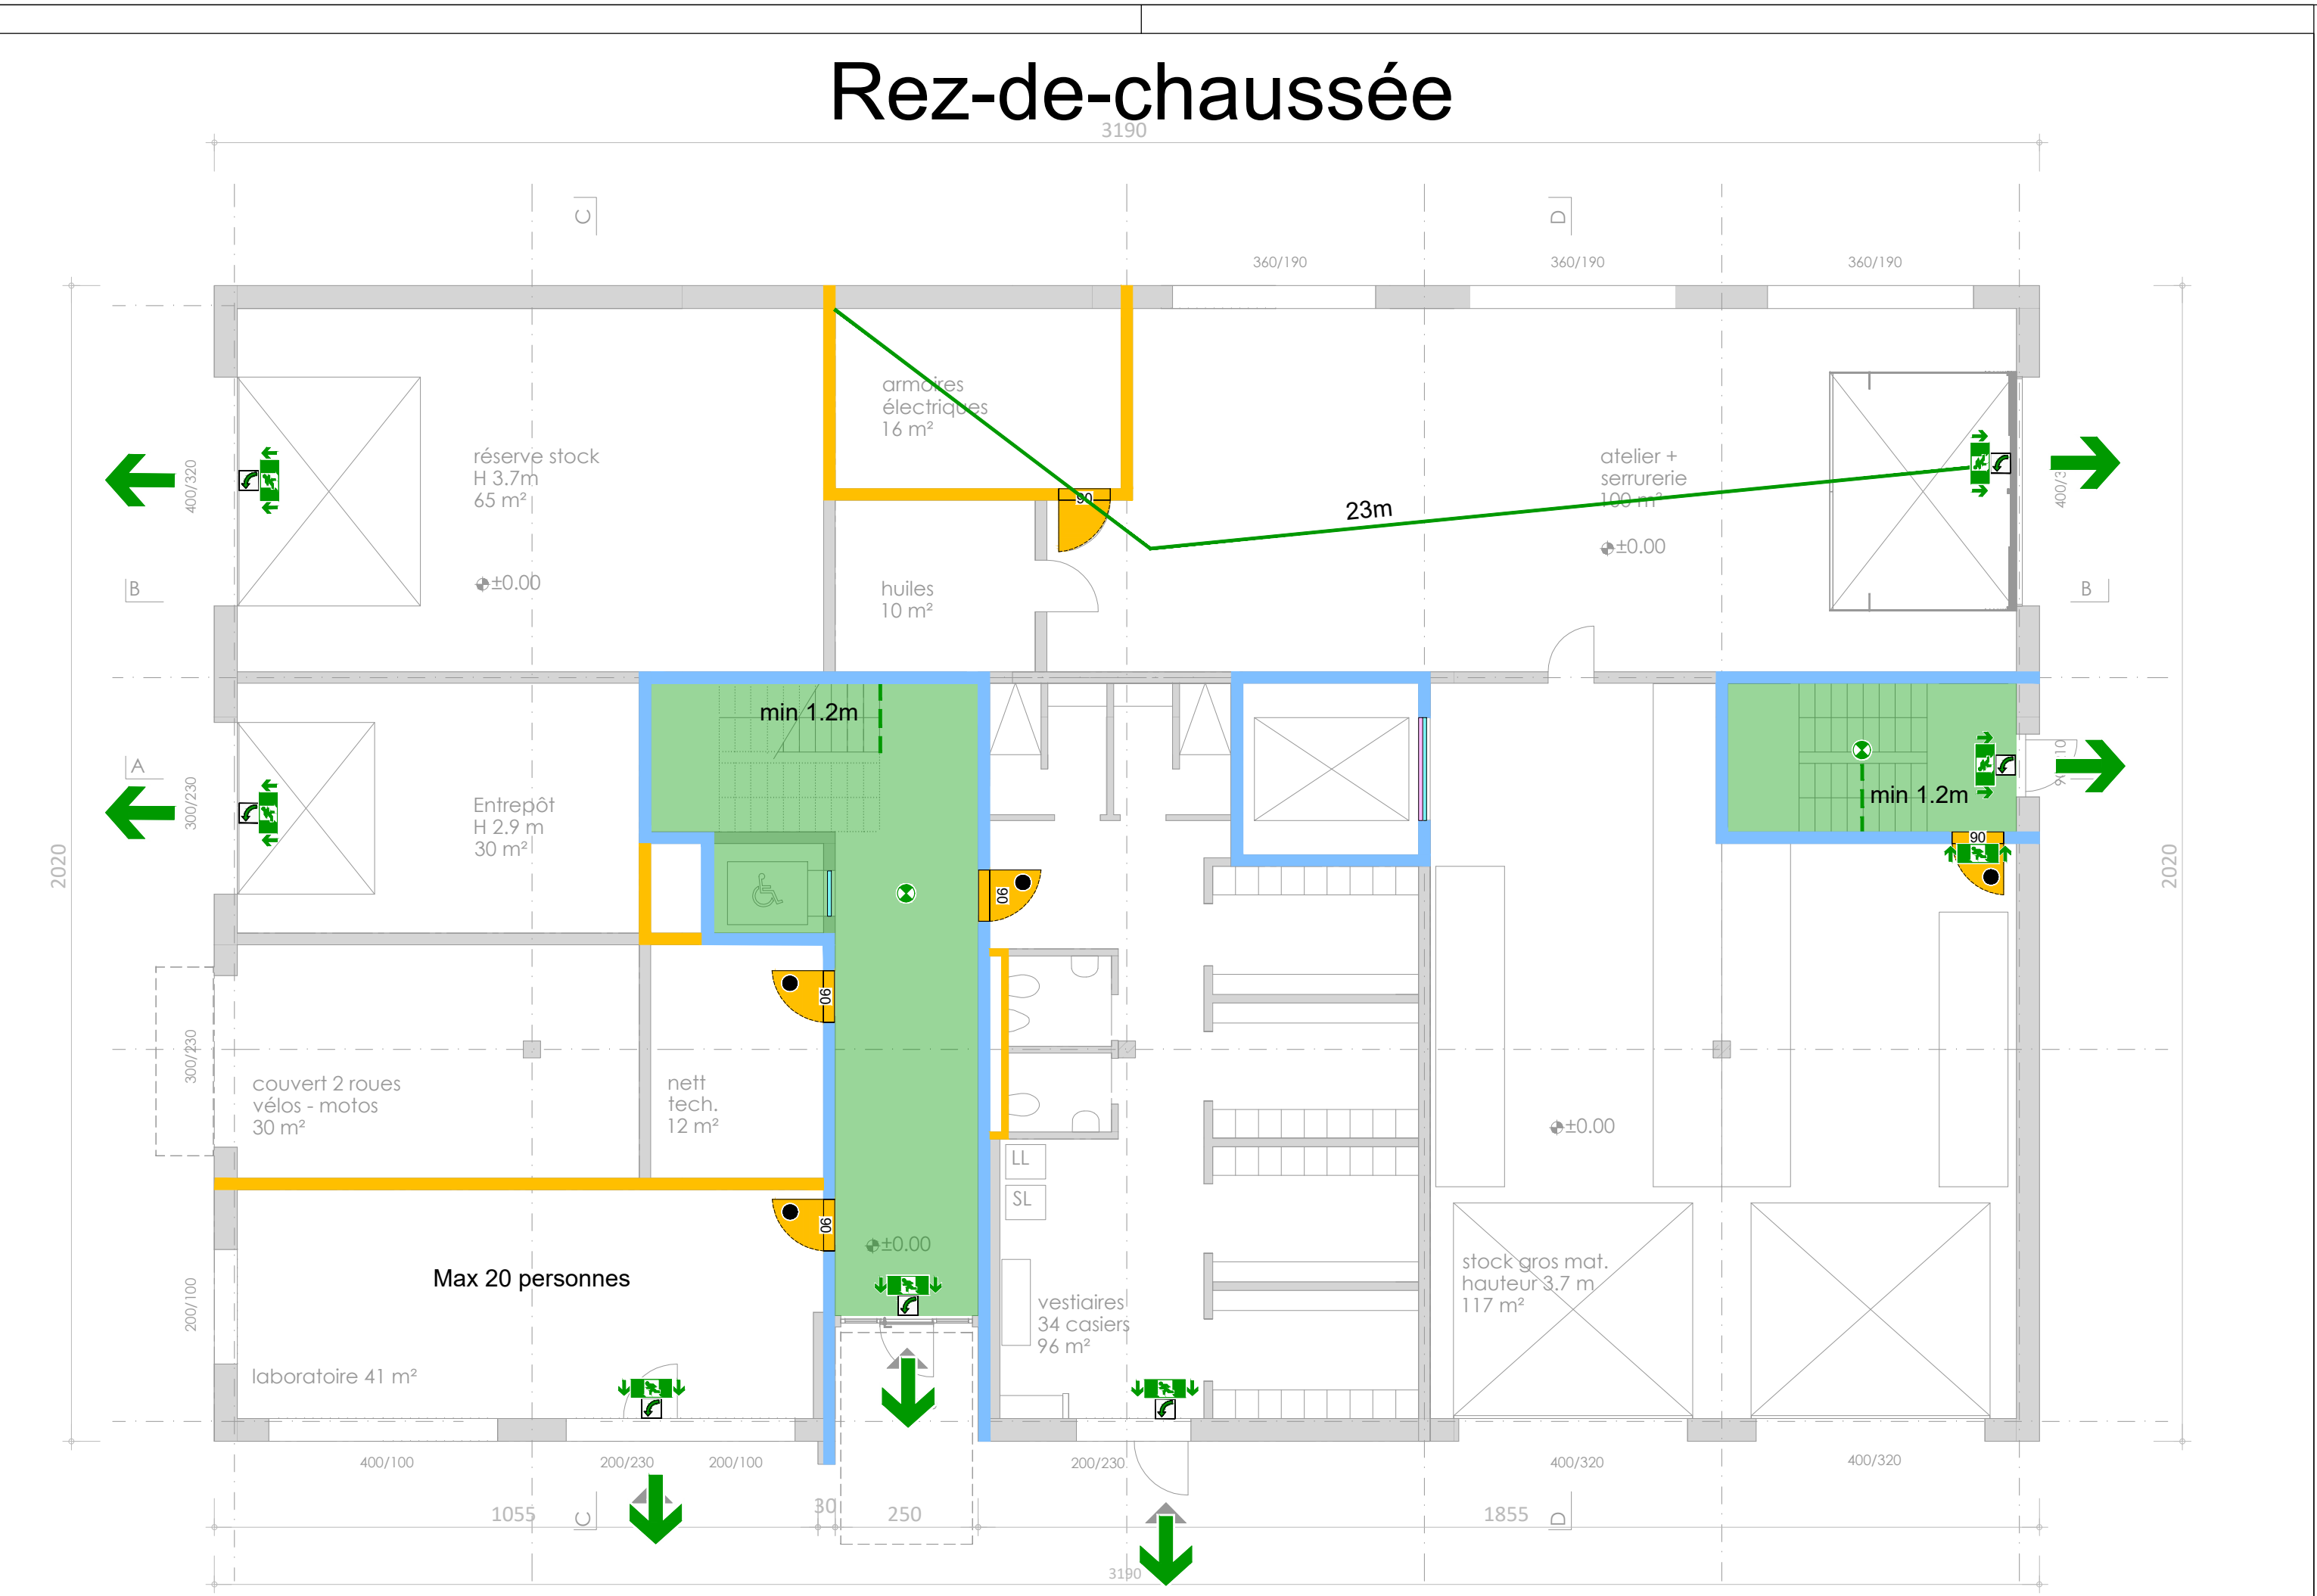 Rez-de-chaussée
3190
C
D
360/190
360/190
360/190
armoires
électriques
16 m²
réserve stock
H 3.7m
65 m²
atelier +
serrurerie
100 m²
400/320
90
23m
±0.00
±0.00
B
B
huiles
10 m²
min 1.2m
A
Entrepôt
H 2.9 m
30 m²
300/230
min 1.2m
90
2020
2020
90
90
couvert 2 roues
vélos - motos
30 m²
300/230
nett
tech.
12 m²
±0.00
LL
SL
90
±0.00
Max 20 personnes
200/100
laboratoire 41 m²
vestiaires
34 casiers
96 m²
stock gros mat.
hauteur 3.7 m
117 m²
400/100
200/230
200/100
200/230
400/320
400/320
1055
C
30
250
1855
D
3190